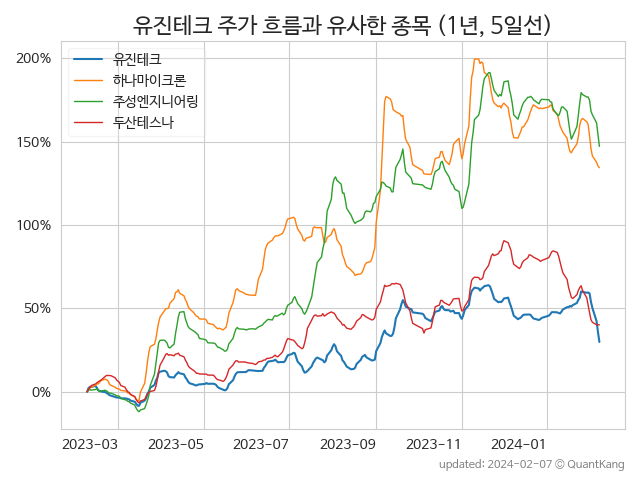 유진테크 주가 흐름과 유사한 종목 (1년, 5일선)
유진테크
하나마이크론
주성엔지니어링
두산테스나
200%
150%
100%
50%
0%
2023-03 2023-05 2023-07 2023-09 2023-11 2024-01
updated: 2024-02-07 © QuantKang